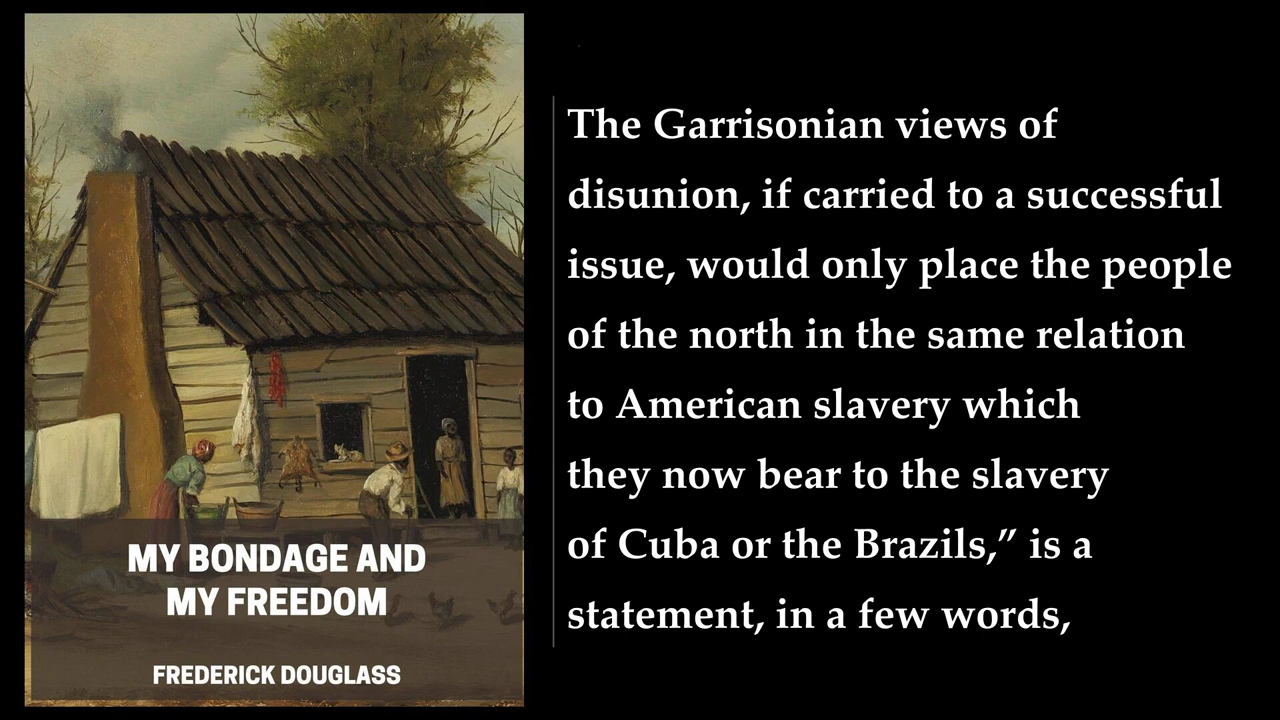 MY BONDAGE AND
MY FREEDOM
FREDERICK DOUGLASS
The Garrisonian views of
disunion, if carried to a successful
issue, would only place the people
of the north in the same relation
to American slavery which
they now bear to the slavery
of Cuba or the Brazils,” is a
statement, in a few words,